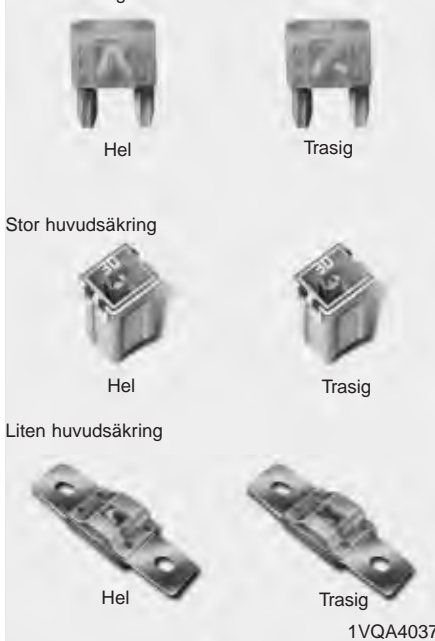 Hel Trasig
Stor huvudsäkring
30 30
Hel Trasig
Liten huvudsäkring
Hel Trasig
1VQA4037